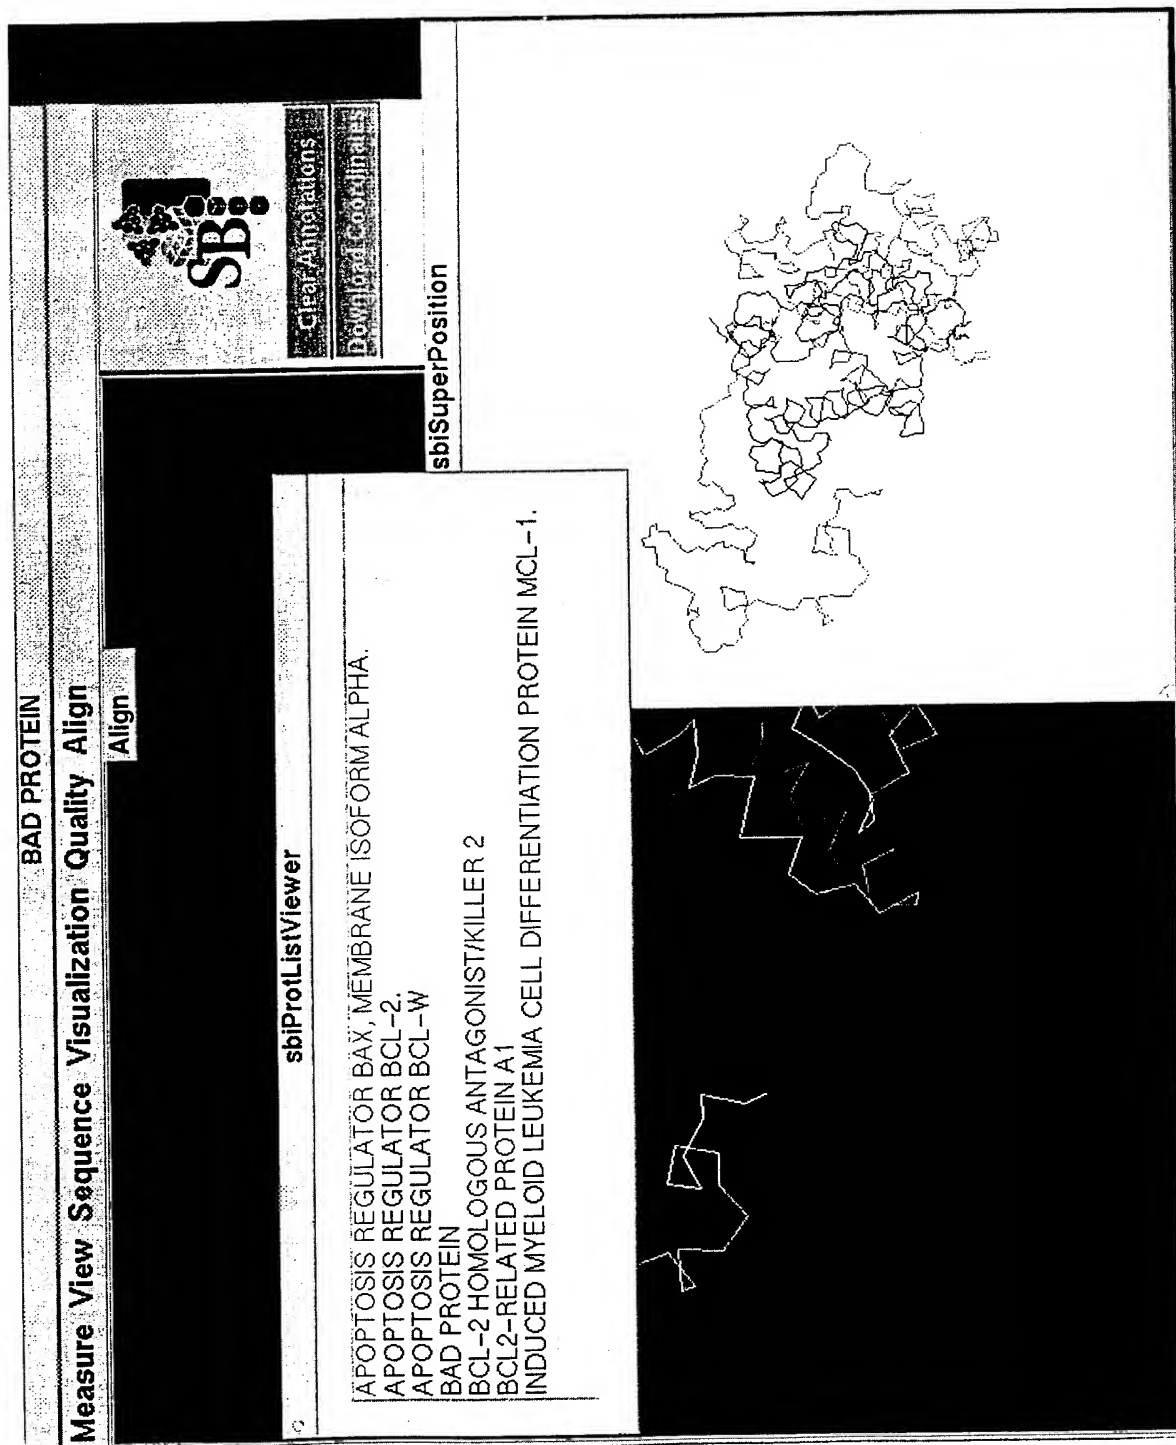 BAD PROTEIN
Measure View Sequence Visualization Quality Align
Align
SB
Clear Annotations
Download Coordinates
sbiProtListViewer
APOPTOSIS REGULATOR BAX, MEMBRANE ISOFORM ALPHA.
APOPTOSIS REGULATOR BCL-2.
APOPTOSIS REGULATOR BCL-W
BAD PROTEIN
BCL-2 HOMOLOGOUS ANTAGONIST/KILLER 2
BCL2-RELATED PROTEIN A1
INDUCED MYELOID LEUKEMIA CELL DIFFERENTIATION PROTEIN MCL-1.
sbiSuperPosition